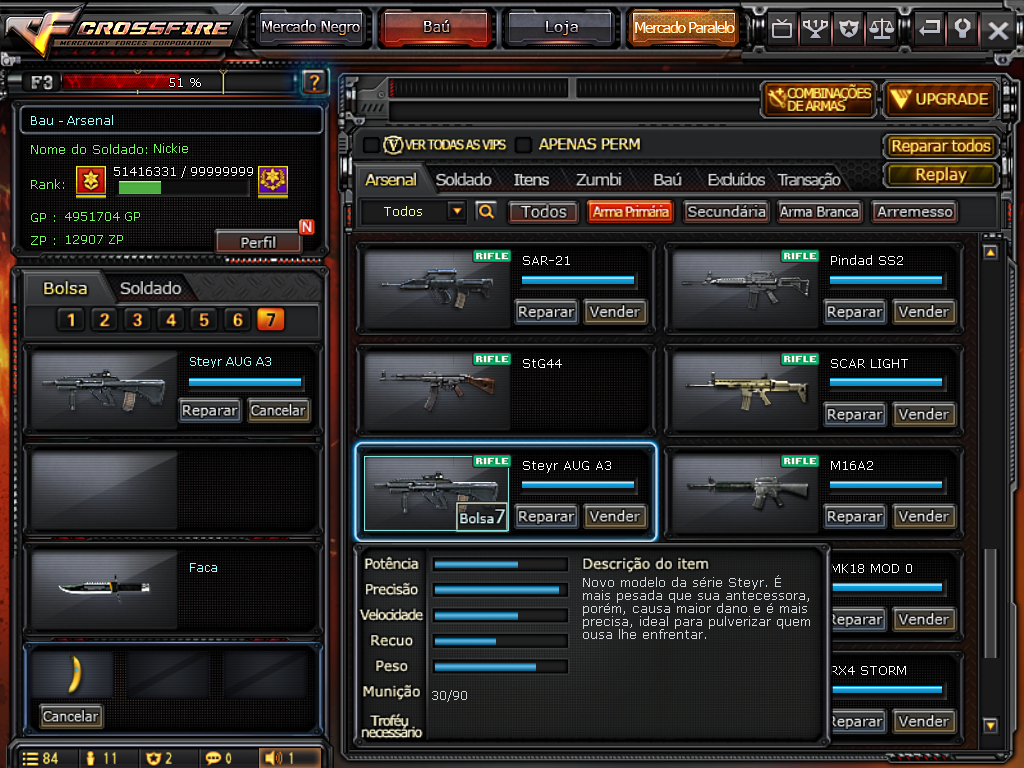 CROSSFIRE
MERCENARY FORCES CORPORATION
Mercado Negro
Baú
Loja
Mercado Paralelo
F3
51 %
?
Bau - Arsenal
Nome do Soldado: Nickie
Rank:
51416331 / 99999999
GP : 4951704 GP
ZP : 12907 ZP
N
Perfil
Bolsa
Soldado
1 2 3 4 5 6 7
Steyr AUG A3
Reparar
Cancelar
Faca
Cancelar
84
11
2
0
1
COMBINAÇÕES
DE ARMAS
UPGRADE
VER TODAS AS VIPS
APENAS PERM
Reparar todos
Replay
Arsenal
Soldado
Itens
Zumbi
Baú
Excluídos
Transação
Todos
Todos
Arma Primária
Secundária
Arma Branca
Arremesso
RIFLE
SAR-21
Reparar
Vender
RIFLE
Pindad SS2
Reparar
Vender
RIFLE
StG44
RIFLE
SCAR LIGHT
Reparar
Vender
RIFLE
Steyr AUG A3
Bolsa 7
Reparar
Vender
RIFLE
M16A2
Reparar
Vender
MK18 MOD 0
Reparar
Vender
RX4 STORM
Reparar
Vender
Potência
Precisão
Velocidade
Recuo
Peso
Munição
30/90
Troféu
necessário
Descrição do item
Novo modelo da série Steyr. É
mais pesada que sua antecessora,
porém, causa maior dano e é mais
precisa, ideal para pulverizar quem
ousa lhe enfrentar.